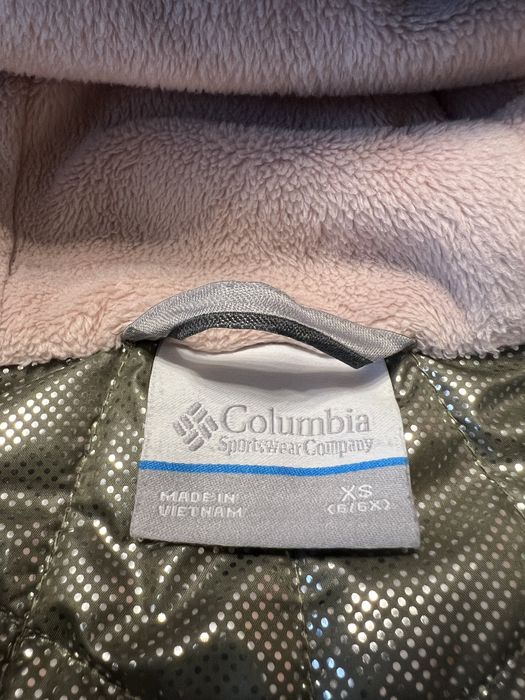 Columbia
Sportswear Company
MADE IN
VIETNAM
XS
(6/6X)